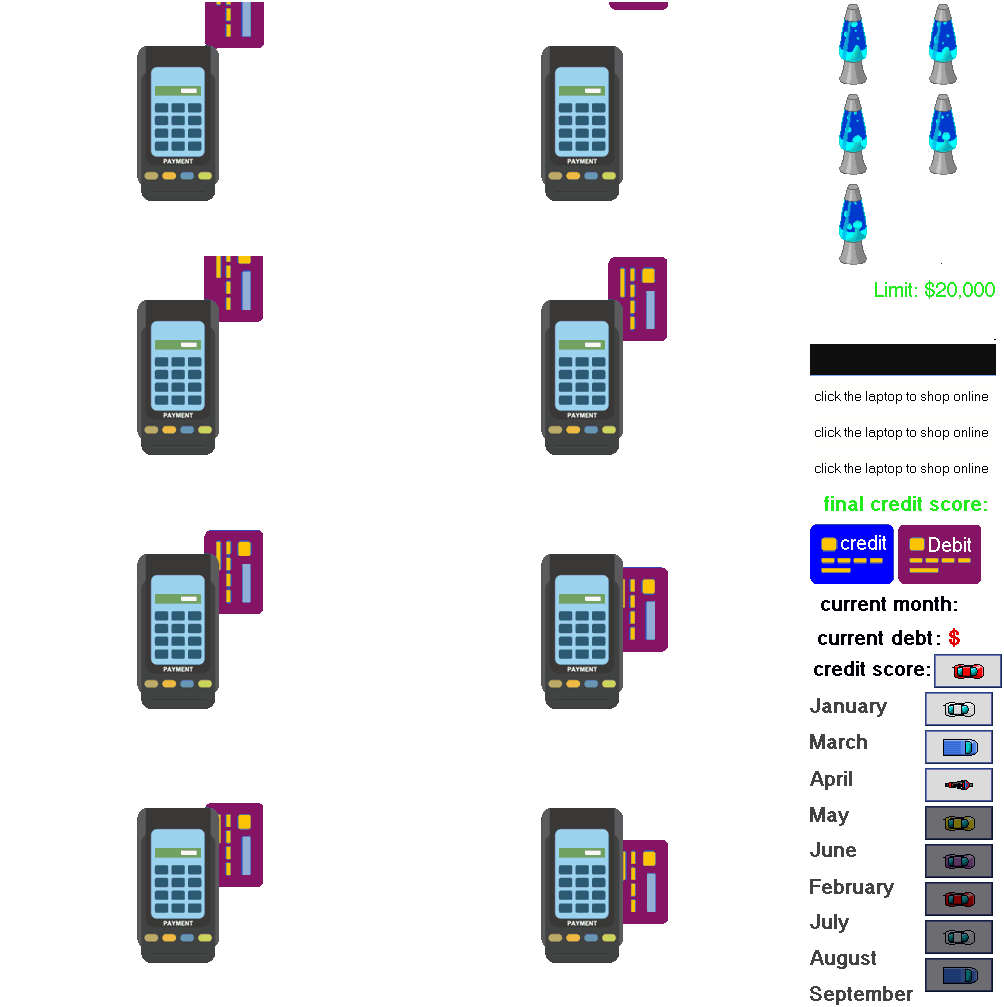 PAYMENT
PAYMENT
Limit: $20,000
PAYMENT
PAYMENT
click the laptop to shop online
click the laptop to shop online
click the laptop to shop online
final credit score:
credit
Debit
current month:
current debt: $
credit score:
PAYMENT
PAYMENT
January
March
April
May
June
February
July
PAYMENT
PAYMENT
August
September